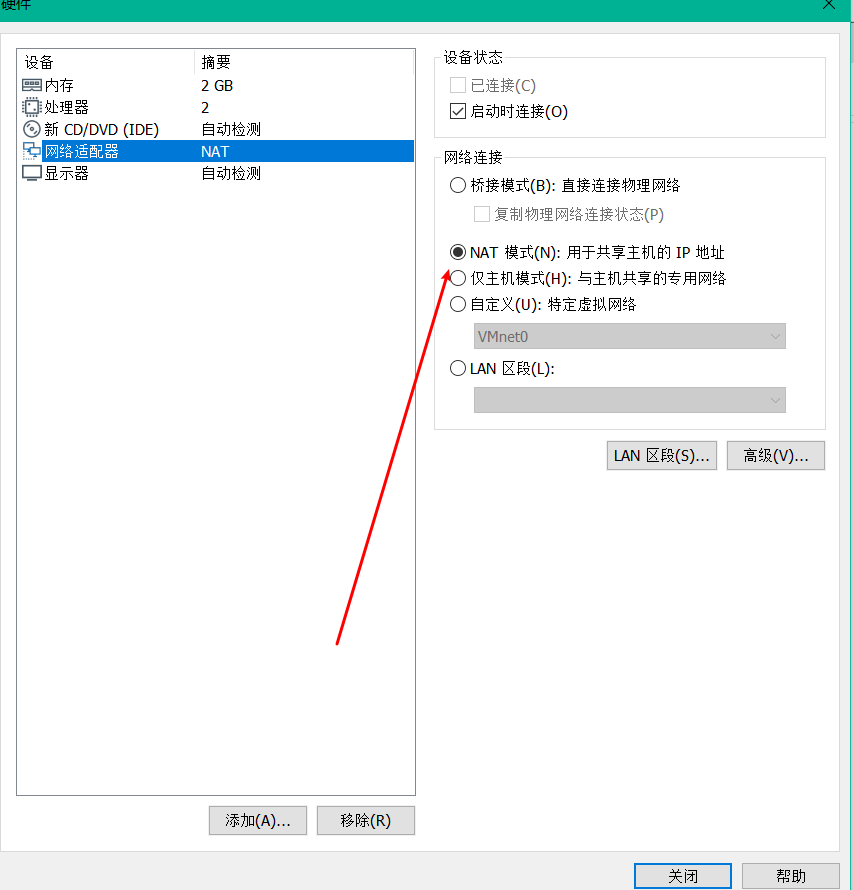 硬件
设备 摘要
内存 2 GB
处理器 2
新 CD/DVD (IDE) 自动检测
网络适配器 NAT
显示器 自动检测
添加(A)... 移除(R)
设备状态
已连接(C)
启动时连接(O)
网络连接
桥接模式(B): 直接连接物理网络
复制物理网络连接状态(P)
NAT 模式(N): 用于共享主机的 IP 地址
仅主机模式(H): 与主机共享的专用网络
自定义(U): 特定虚拟网络
VMnet0
LAN 区段(L):
LAN 区段(S)... 高级(V)...
关闭 帮助